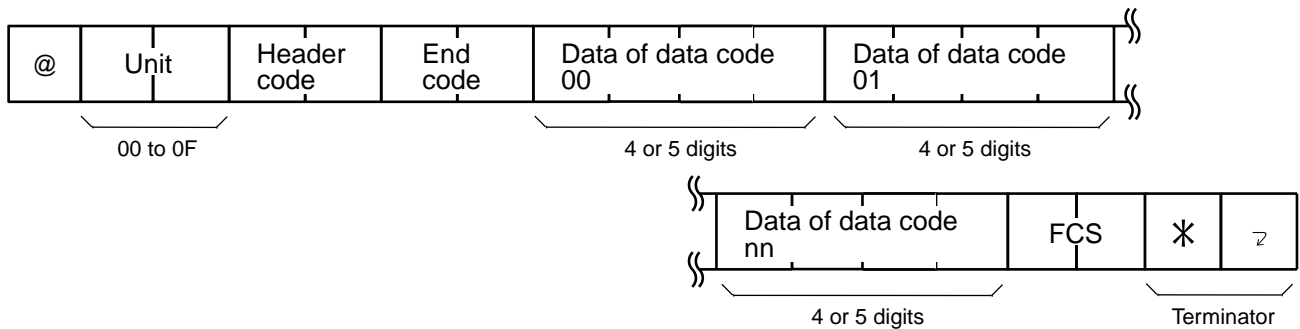 @ Unit Header End Data of data code Data of data code
code code 00 01
00 to 0F 4 or 5 digits 4 or 5 digits
Data of data code FCS *
nn
4 or 5 digits Terminator